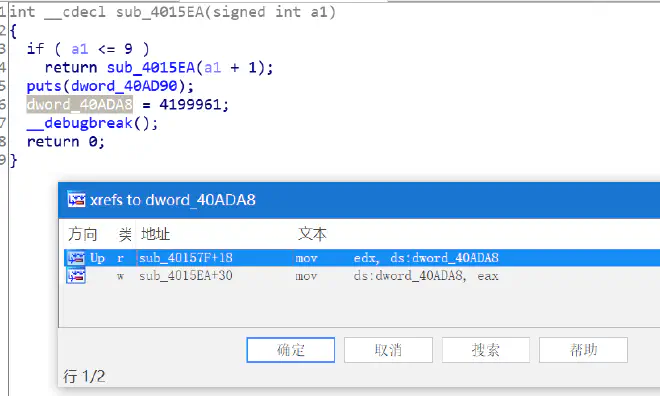 1 int __cdecl sub_4015EA(signed int a1)
2 {
3 if ( a1 <= 9 )
4 return sub_4015EA(a1 + 1);
5 puts(dword_40AD90);
6 dword_40ADA8 = 4199961;
7 __debugbreak();
8 return 0;
9 }
xrefs to dword_40ADA8
方向 类 地址 文本
Up r sub_40157F+18 mov edx, ds:dword_40ADA8
w sub_4015EA+30 mov ds:dword_40ADA8, eax
确定 取消 搜索 帮助
行 1/2